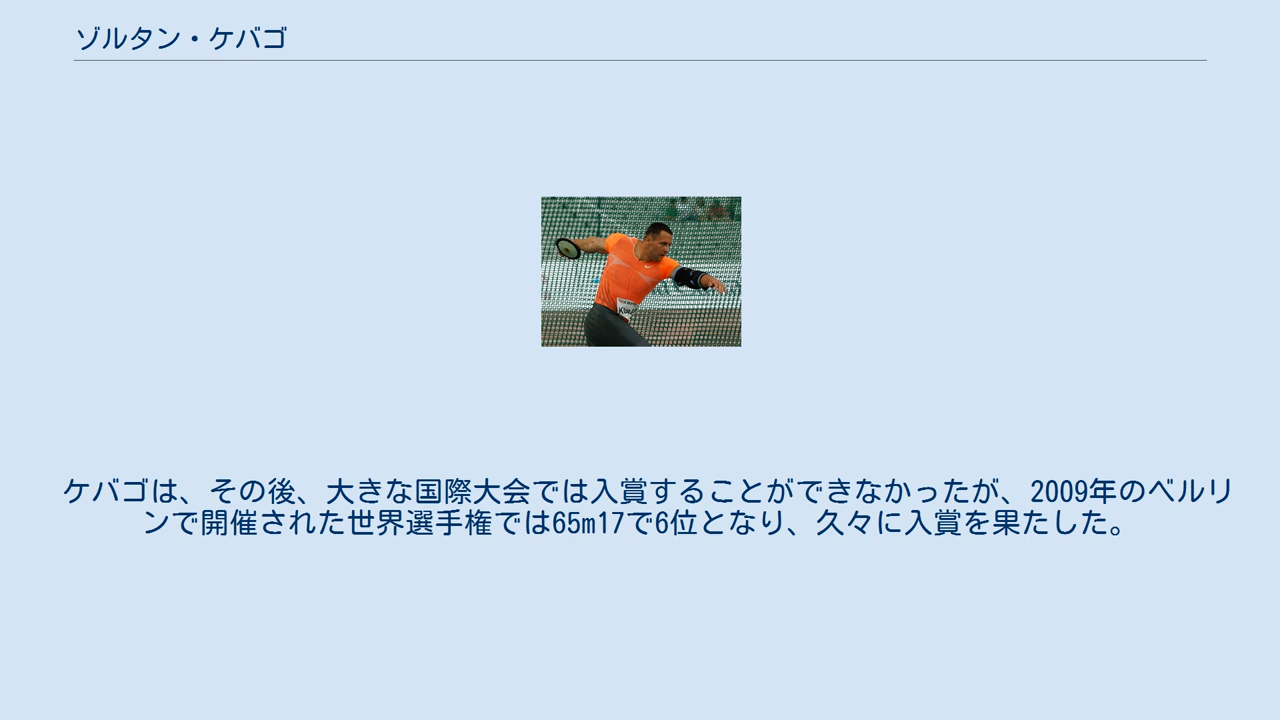 ゾルタン・ケバゴ
ケバゴは、その後、大きな国際大会では入賞することができなかったが、2009年のベルリ
ンで開催された世界選手権では65m17で6位となり、久々に入賞を果たした。